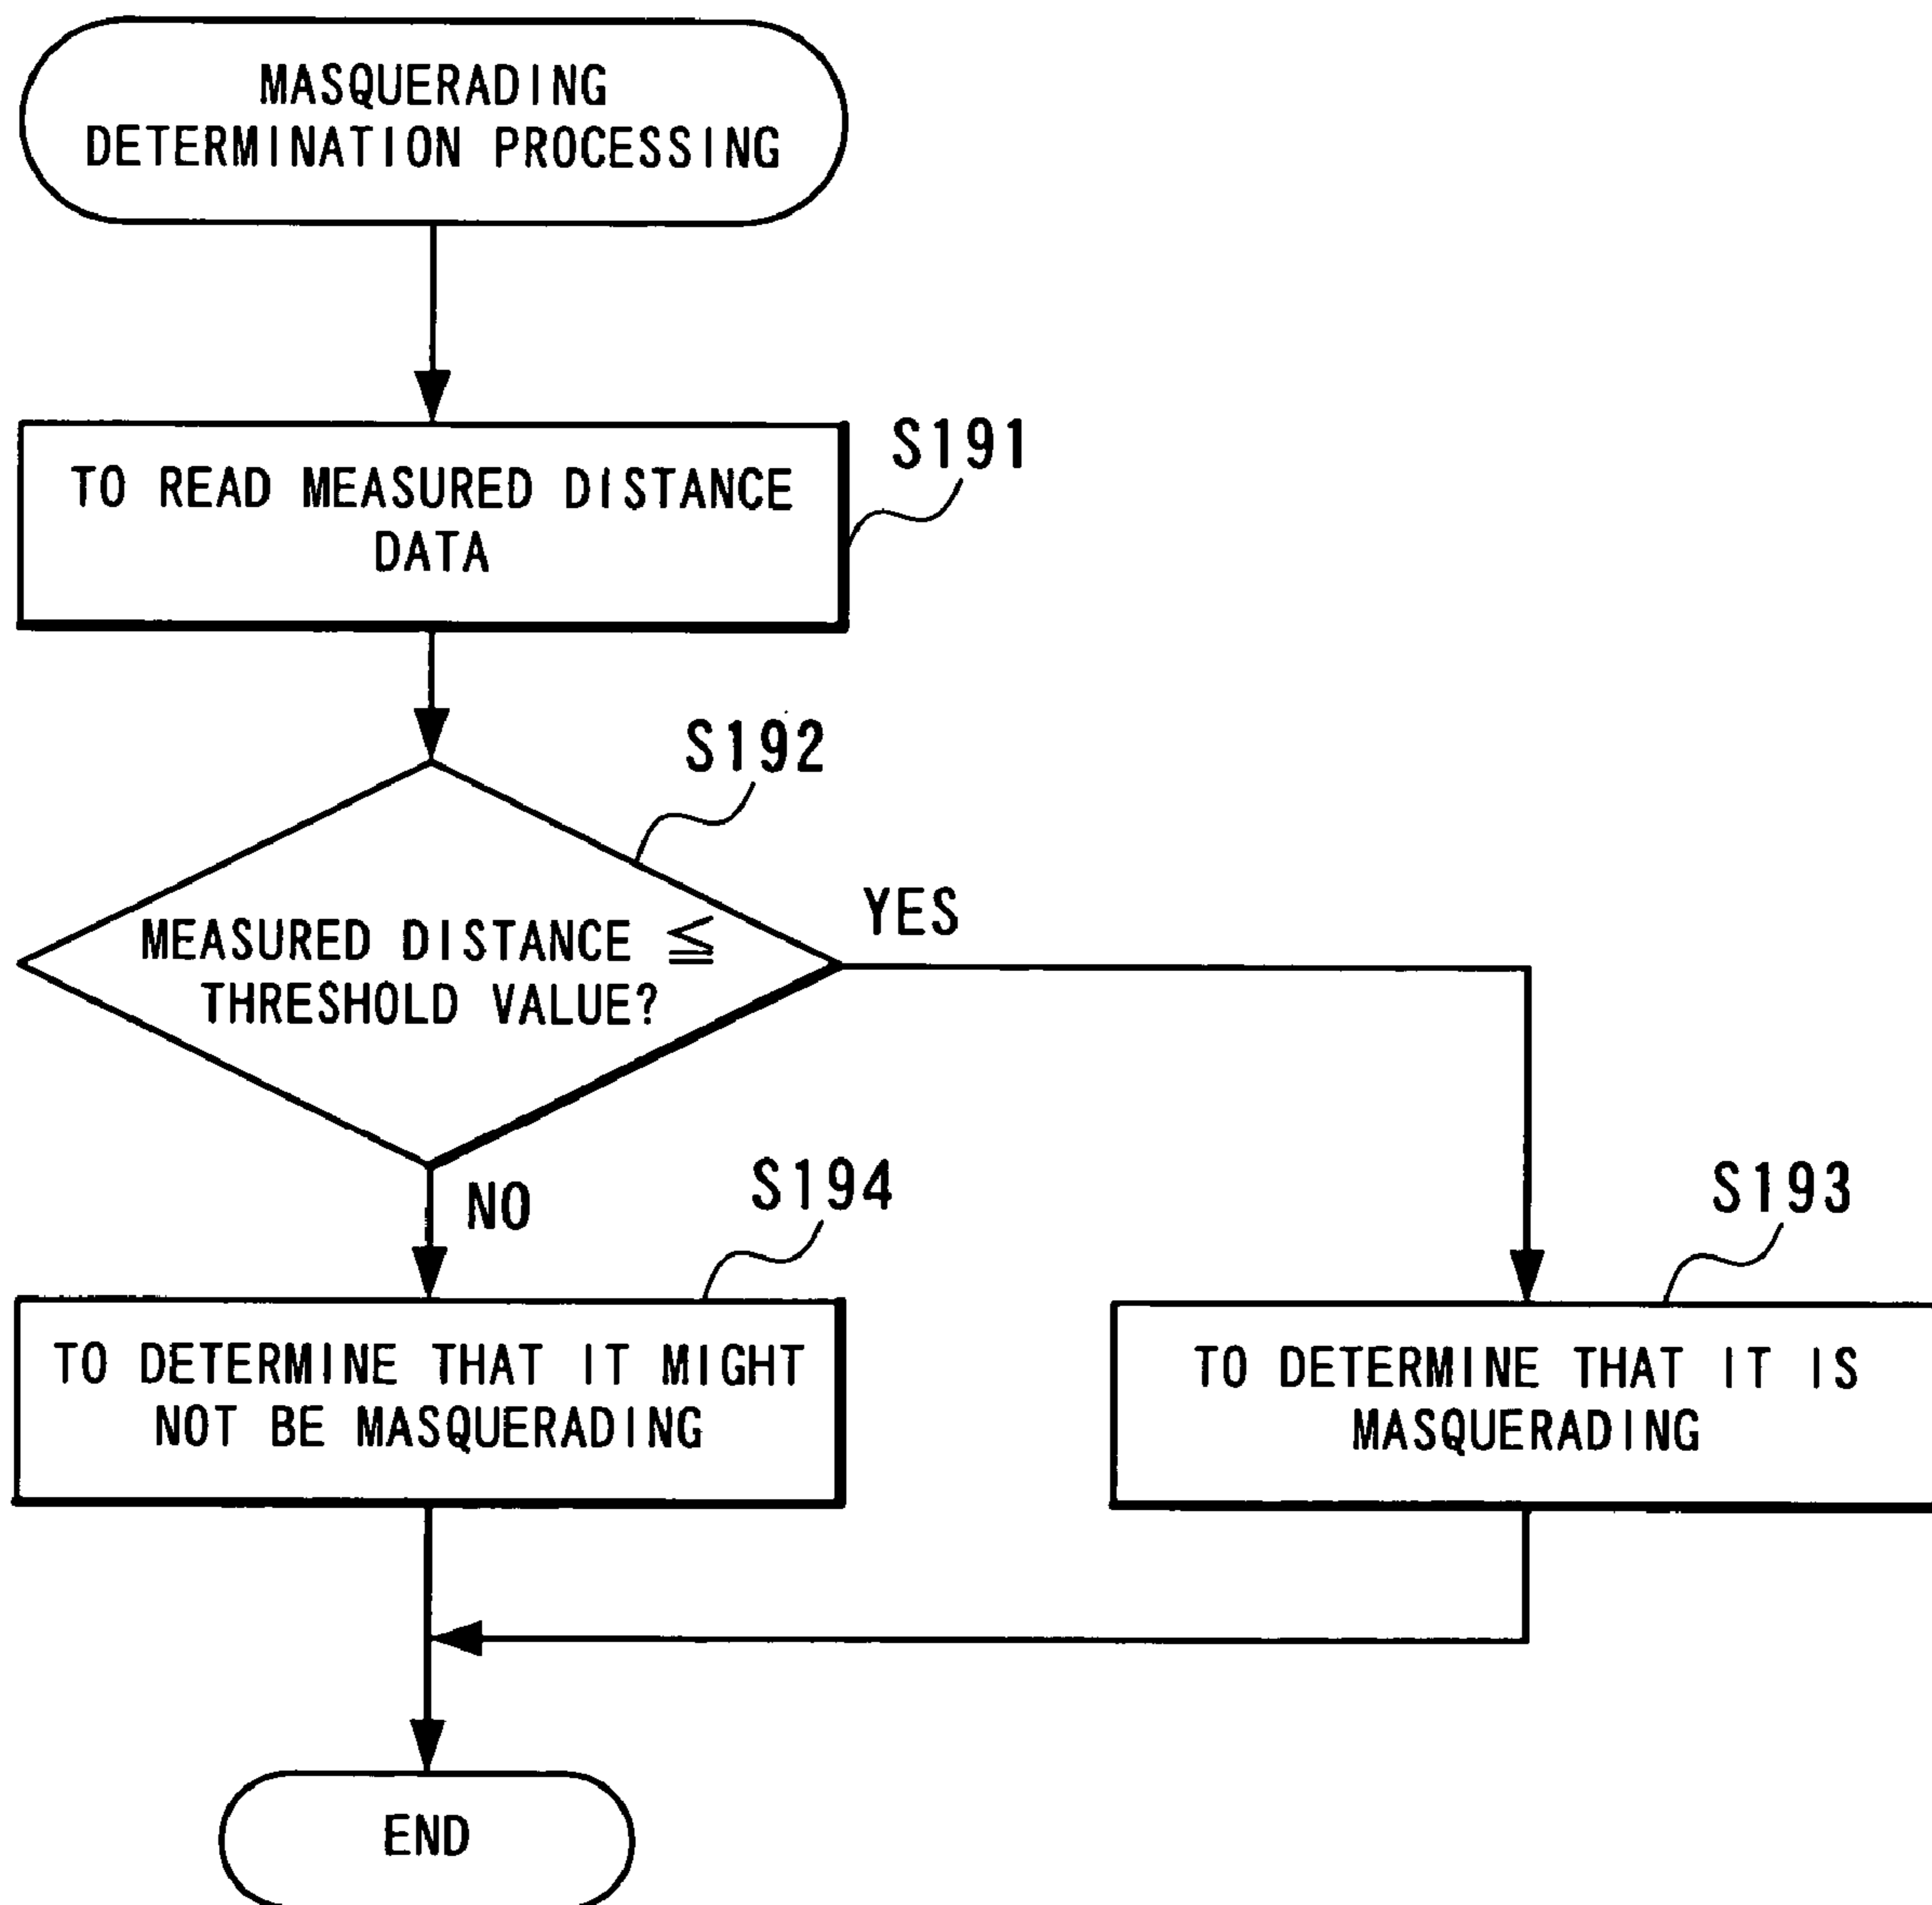 MASQUERADING
DETERMINATION PROCESSING
S191
TO READ MEASURED DISTANCE
DATA
S192
MEASURED DISTANCE ≦
THRESHOLD VALUE?
YES
NO
S194
TO DETERMINE THAT IT MIGHT
NOT BE MASQUERADING
S193
TO DETERMINE THAT IT IS
MASQUERADING
END